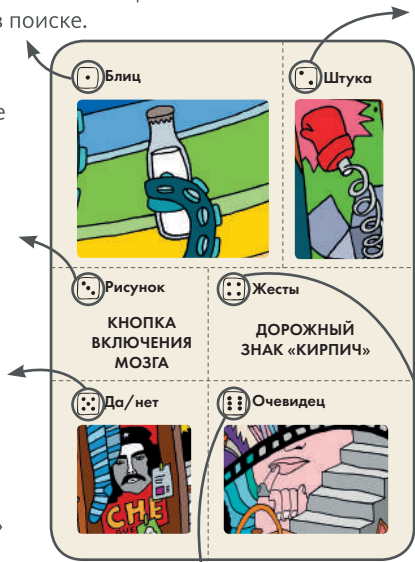 в поиске.
е
Блиц
Штука
Рисунок
КНОПКА
ВКЛЮЧЕНИЯ
МОЗГА
Жесты
ДОРОЖНЫЙ
ЗНАК «КИРПИЧ»
Да/нет
CHE
Очевидец
»